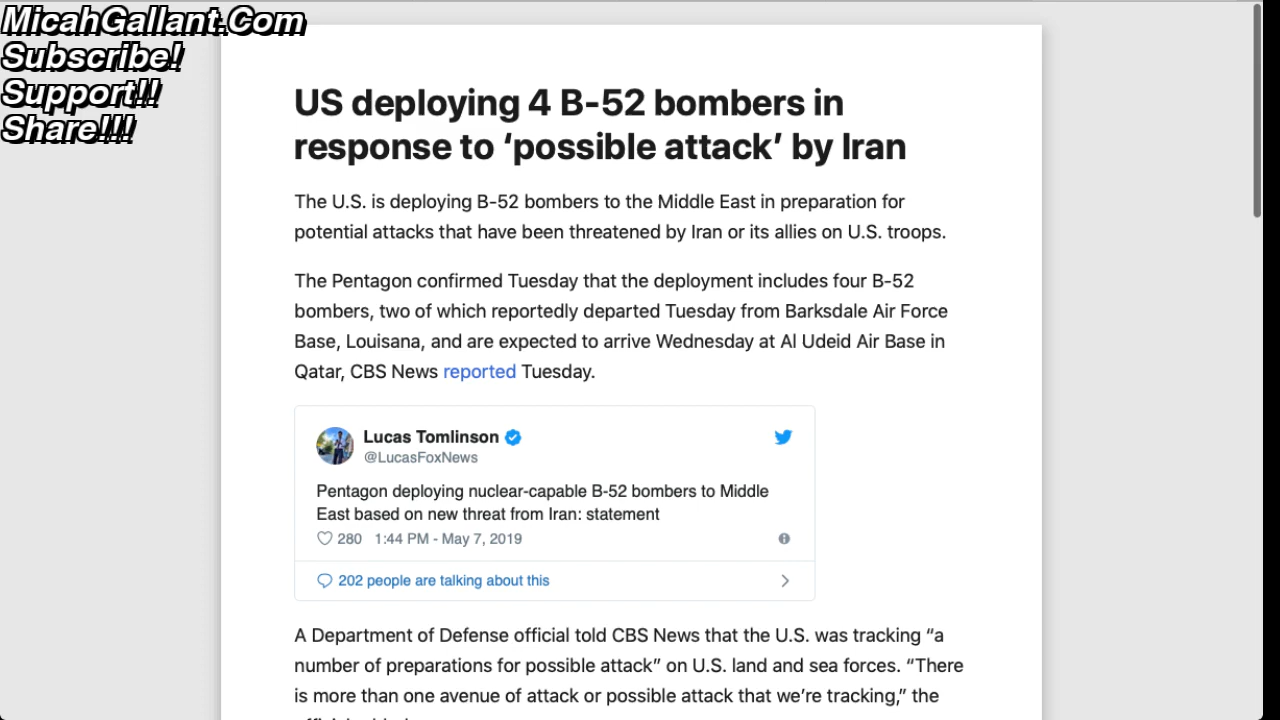 MicahGallant.Com
Subscribe!
Support!!
Share!!!
US deploying 4 B-52 bombers in
response to ‘possible attack’ by Iran
The U.S. is deploying B-52 bombers to the Middle East in preparation for
potential attacks that have been threatened by Iran or its allies on U.S. troops.
The Pentagon confirmed Tuesday that the deployment includes four B-52
bombers, two of which reportedly departed Tuesday from Barksdale Air Force
Base, Louisana, and are expected to arrive Wednesday at Al Udeid Air Base in
Qatar, CBS News reported Tuesday.
Lucas Tomlinson
@LucasFoxNews
Pentagon deploying nuclear-capable B-52 bombers to Middle
East based on new threat from Iran: statement
280 1:44 PM - May 7, 2019
202 people are talking about this
A Department of Defense official told CBS News that the U.S. was tracking “a
number of preparations for possible attack” on U.S. land and sea forces. “There
is more than one avenue of attack or possible attack that we’re tracking,” the